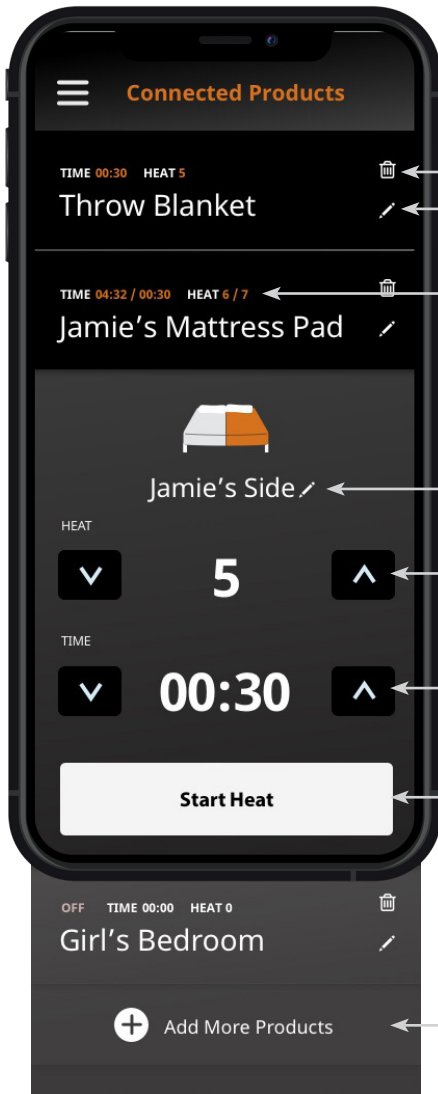 Connected Products
TIME 00:30 HEAT 5
Throw Blanket
TIME 04:32 / 00:30 HEAT 6 / 7
Jamie’s Mattress Pad
Jamie’s Side
HEAT
5
TIME
00:30
Start Heat
OFF TIME 00:00 HEAT 0
Girl’s Bedroom
Add More Products